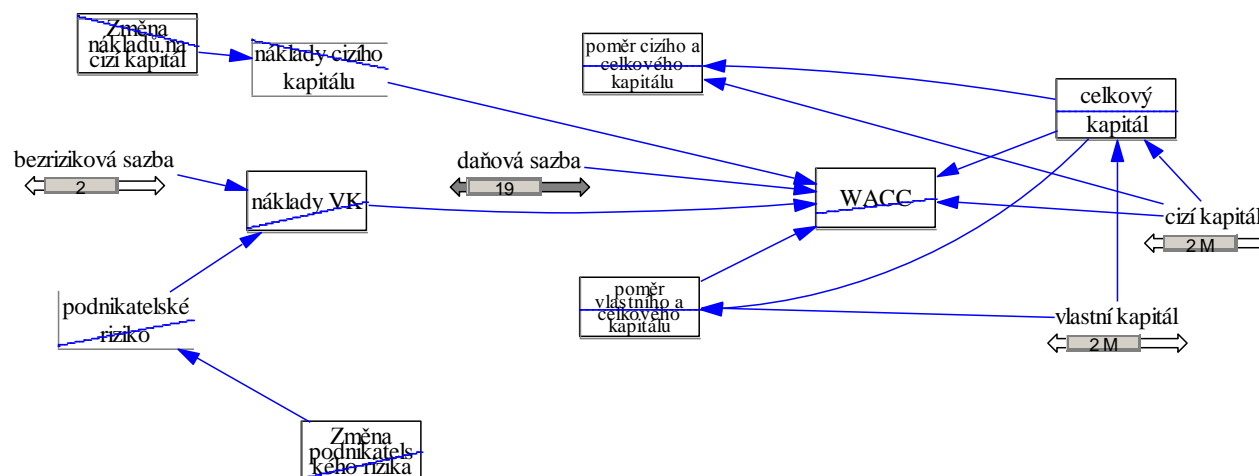 Změna
nákladů na
cizí kapitál
náklady cizího
kapitálu
poměr cizího a
celkového
kapitálu
celkový
kapitál
bezriziková sazba
2
daňová sazba
19
náklady VK
WACC
cizí kapitál
2 M
podnikatelské
riziko
poměr
vlastního a
celkového
kapitálu
vlastní kapitál
2 M
Změna
podnikatels
kého rizika